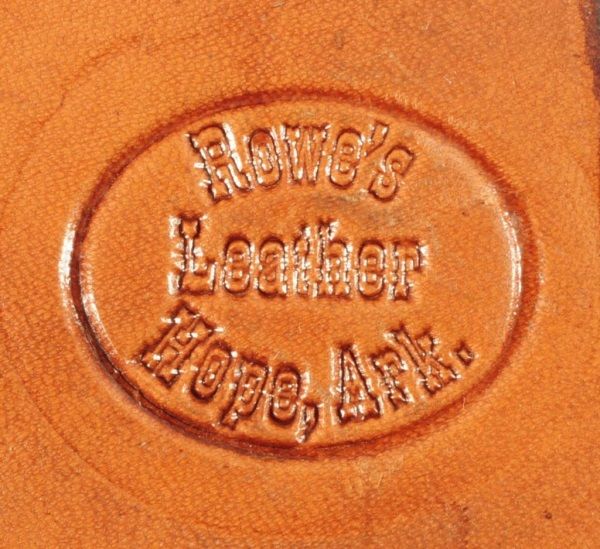 Rowe's
Leather
Hope, Ark.